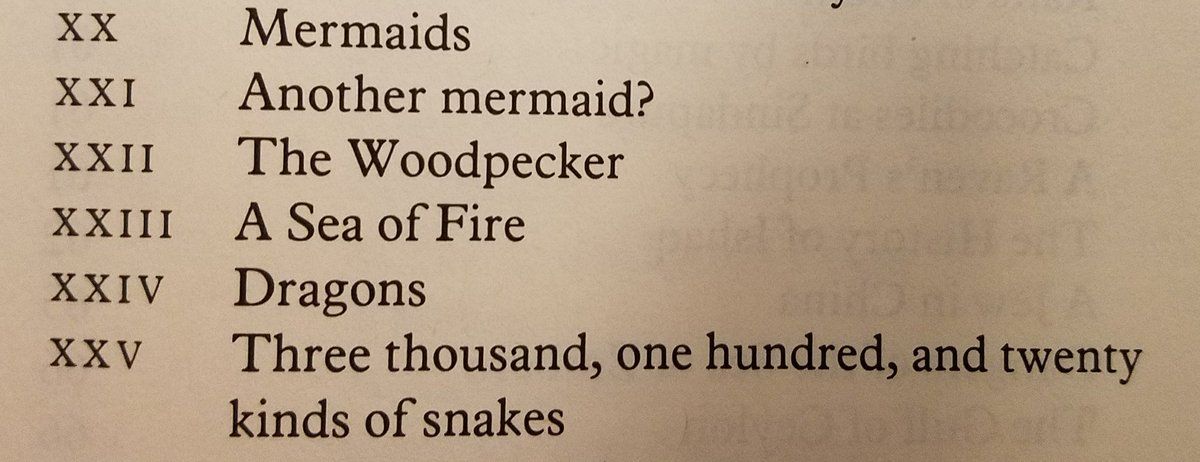 XX Mermaids
XXI Another mermaid?
XXII The Woodpecker
XXIII A Sea of Fire
XXIV Dragons
XXV Three thousand, one hundred, and twenty
kinds of snakes